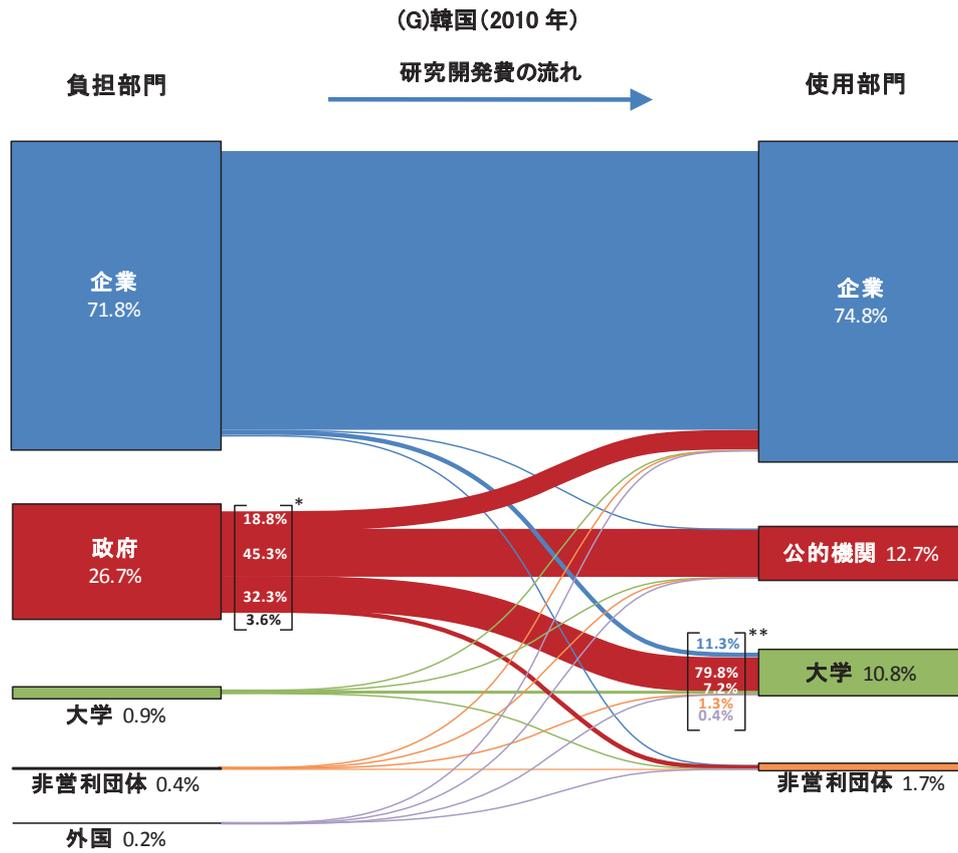 (G)韓国(2010 年)
研究開発費の流れ
負担部門
使用部門
企業
71.8%
企業
74.8%
*
18.8%
45.3%
32.3%
3.6%
政府
26.7%
公的機関 12.7%
**
11.3%
79.8%
7.2%
1.3%
0.4%
大学 10.8%
大学 0.9%
非営利団体 0.4%
非営利団体 1.7%
外国 0.2%